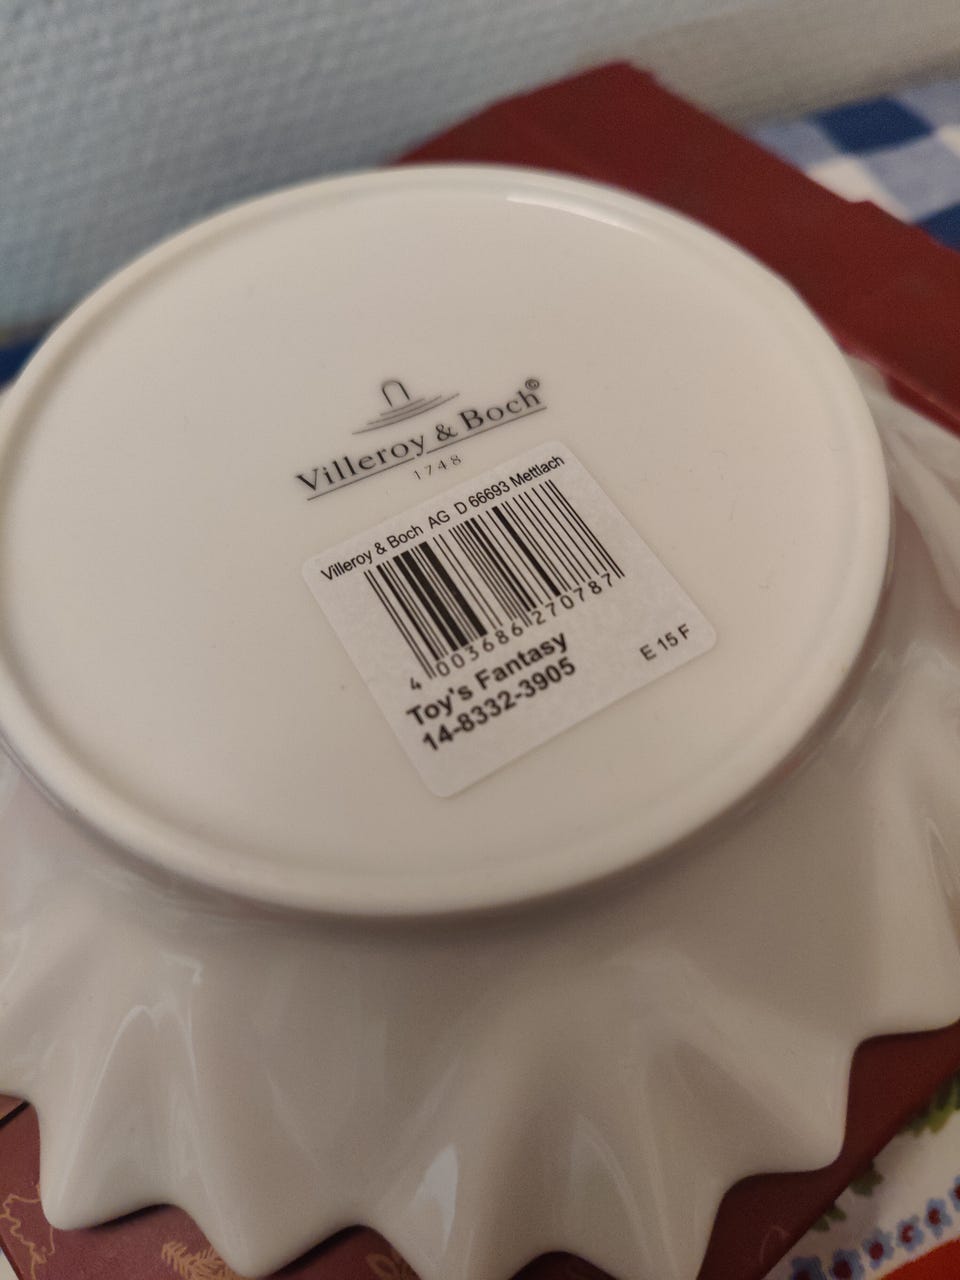 Villeroy & Boch©
1748
Villeroy & Boch AG D 66693 Mettlach
4 003686 270787
Toy's Fantasy
14-8332-3905
E 15 F